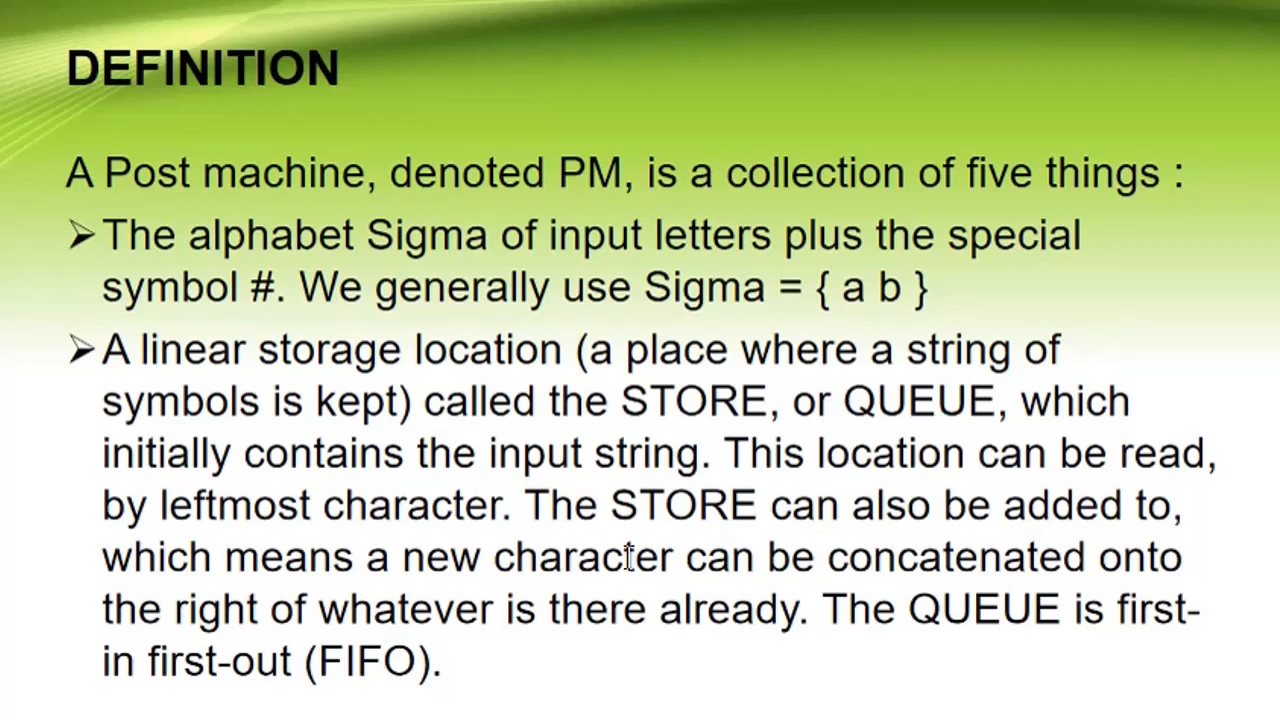 DEFINITION
A Post machine, denoted PM, is a collection of five things :
➢ The alphabet Sigma of input letters plus the special
symbol #. We generally use Sigma = { a b }
➢ A linear storage location (a place where a string of
symbols is kept) called the STORE, or QUEUE, which
initially contains the input string. This location can be read,
by leftmost character. The STORE can also be added to,
which means a new character can be concatenated onto
the right of whatever is there already. The QUEUE is first-
in first-out (FIFO).